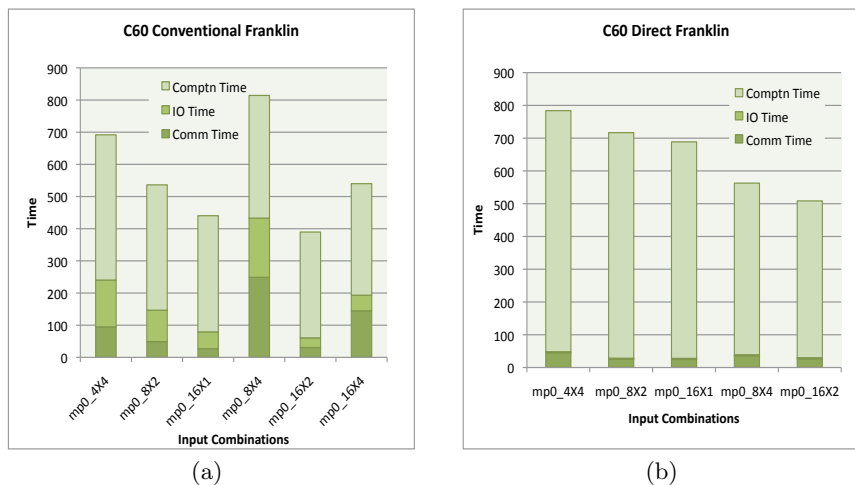 C60 Conventional Franklin
900
800
700
600
500
400
300
200
100
0
Time
Comptn Time
IO Time
Comm Time
mp0_4X4
mp0_8X2
mp0_16X1
mp0_8X4
mp0_16X2
mp0_16X4
Input Combinations
(a)
C60 Direct Franklin
900
800
700
600
500
400
300
200
100
0
Time
Comptn Time
IO Time
Comm Time
mp0_4X4
mp0_8X2
mp0_16X1
mp0_8X4
mp0_16X2
Input Combinations
(b)